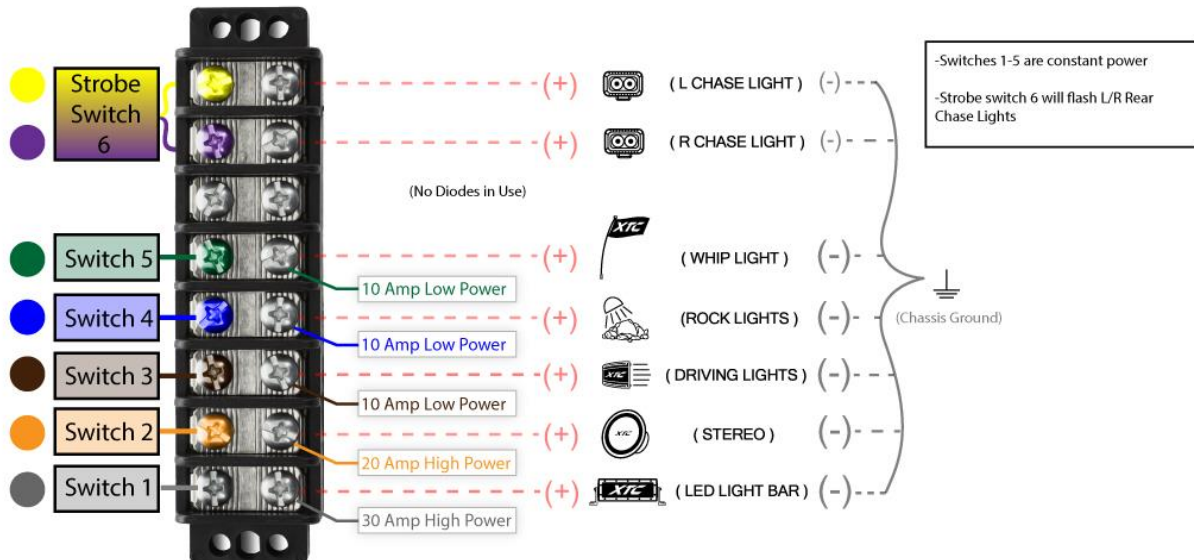 Strobe
Switch
6
(+)
( L CHASE LIGHT )
(-)
(+)
( R CHASE LIGHT )
(-)
-Switches 1-5 are constant power
-Strobe switch 6 will flash L/R Rear
Chase Lights
(No Diodes in Use)
Switch 5
10 Amp Low Power
(+)
XTC
( WHIP LIGHT )
(-)
Switch 4
10 Amp Low Power
(+)
(ROCK LIGHTS )
(-)
(Chassis Ground)
Switch 3
10 Amp Low Power
(+)
XTC
( DRIVING LIGHTS )
(-)
Switch 2
20 Amp High Power
(+)
XTC
( STEREO )
(-)
Switch 1
30 Amp High Power
(+)
XTC
( LED LIGHT BAR )
(-)